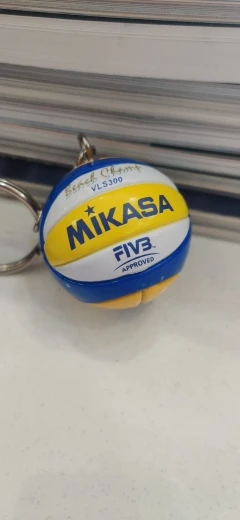 Beach Champ
VLS300
MIKASA
FIVB
APPROVED